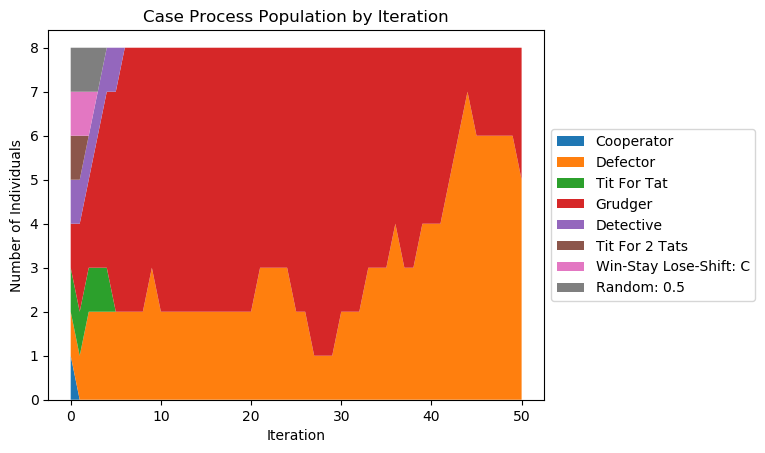 Case Process Population by Iteration
Number of Individuals
8
7
6
5
4
3
2
1
0
0 10 20 30 40 50
Iteration
Cooperator
Defector
Tit For Tat
Grudger
Detective
Tit For 2 Tats
Win-Stay Lose-Shift: C
Random: 0.5